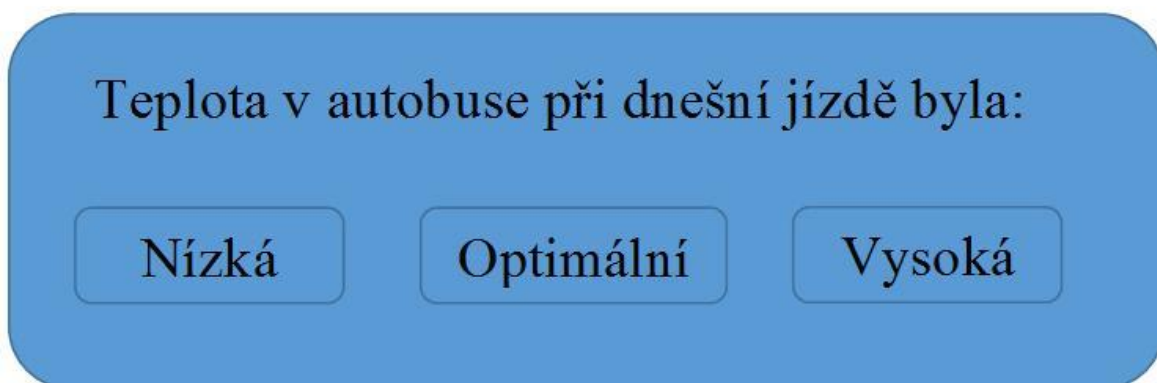 Teplota v autobuse při dnešní jízdě byla:
Nízká Optimální Vysoká